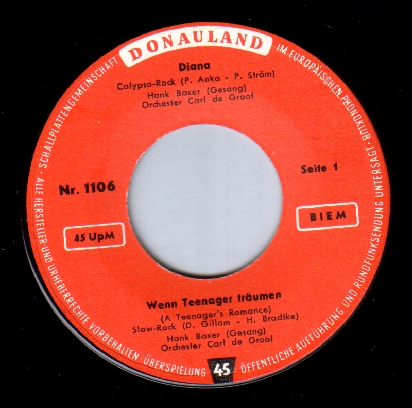 DONAULAND
SCHALLPLATTENGEMEINSCHAFT
IM EUROPÄISCHEN PHONOKLUB ·
Diana
Calypso-Rock (P. Anka - P. Ström)
Hank Baxer (Gesang)
Orchester Carl de Groof
Nr. 1106
Seite 1
45 UpM
BIEM
Wenn Teenager träumen
(A Teenager's Romance)
Slow-Rock (D. Gillam - H. Bradtke)
Hank Baxer (Gesang)
Orchester Carl de Groof
ALLE HERSTELLER UND URHEBERRECHTE VORBEHALTEN · ÜBERSPIELUNG
45
ÖFFENTLICHE AUFFÜHRUNG UND RUNDFUNKSENDUNG UNTERSAGT ·